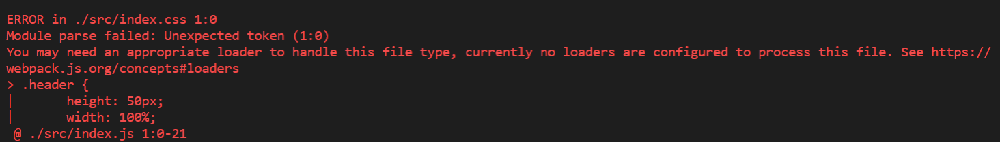 ERROR in ./src/index.css 1:0
Module parse failed: Unexpected token (1:0)
You may need an appropriate loader to handle this file type, currently no loaders are configured to process this file. See https://
webpack.js.org/concepts#loaders
> .header {
|       height: 50px;
|       width: 100%;
 @ ./src/index.js 1:0-21